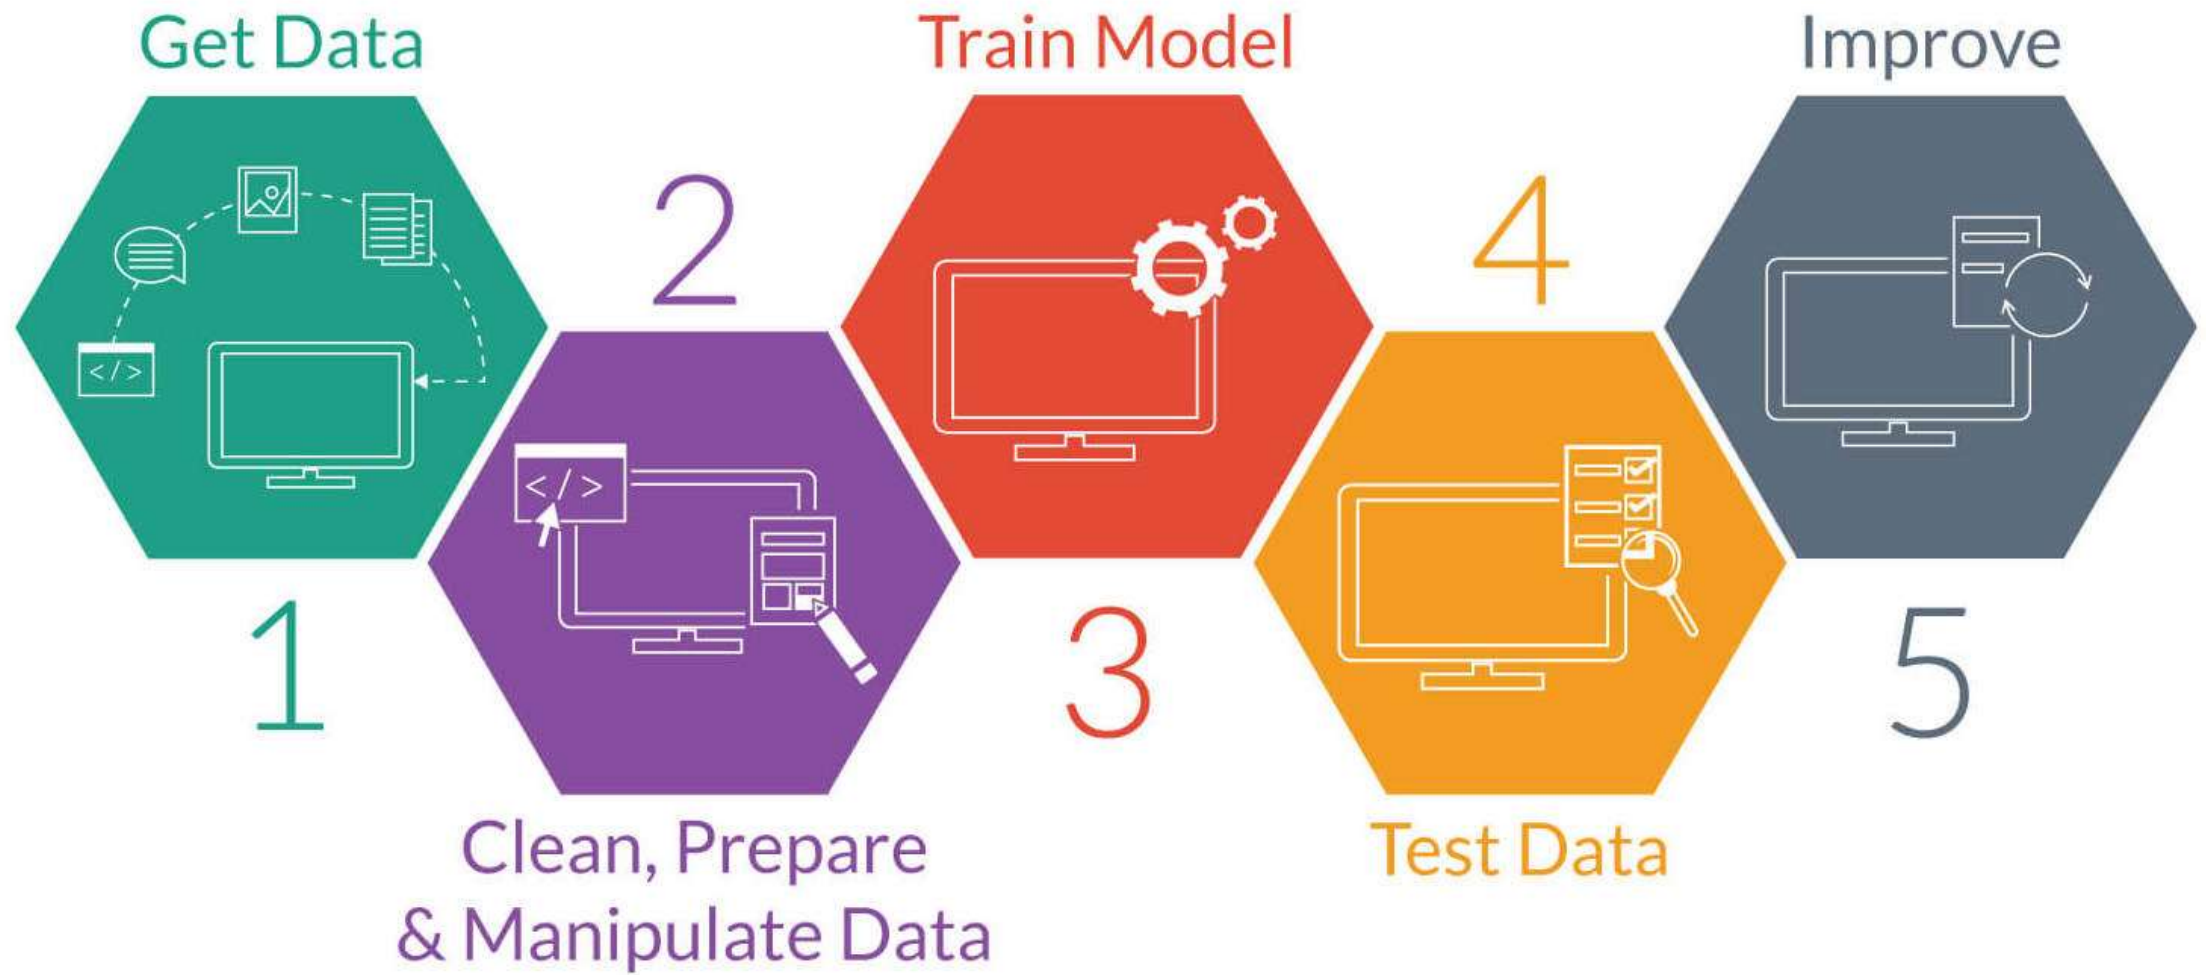 Get Data
1
</>
2
</>
Clean, Prepare
& Manipulate Data
Train Model
3
4
Test Data
Improve
5